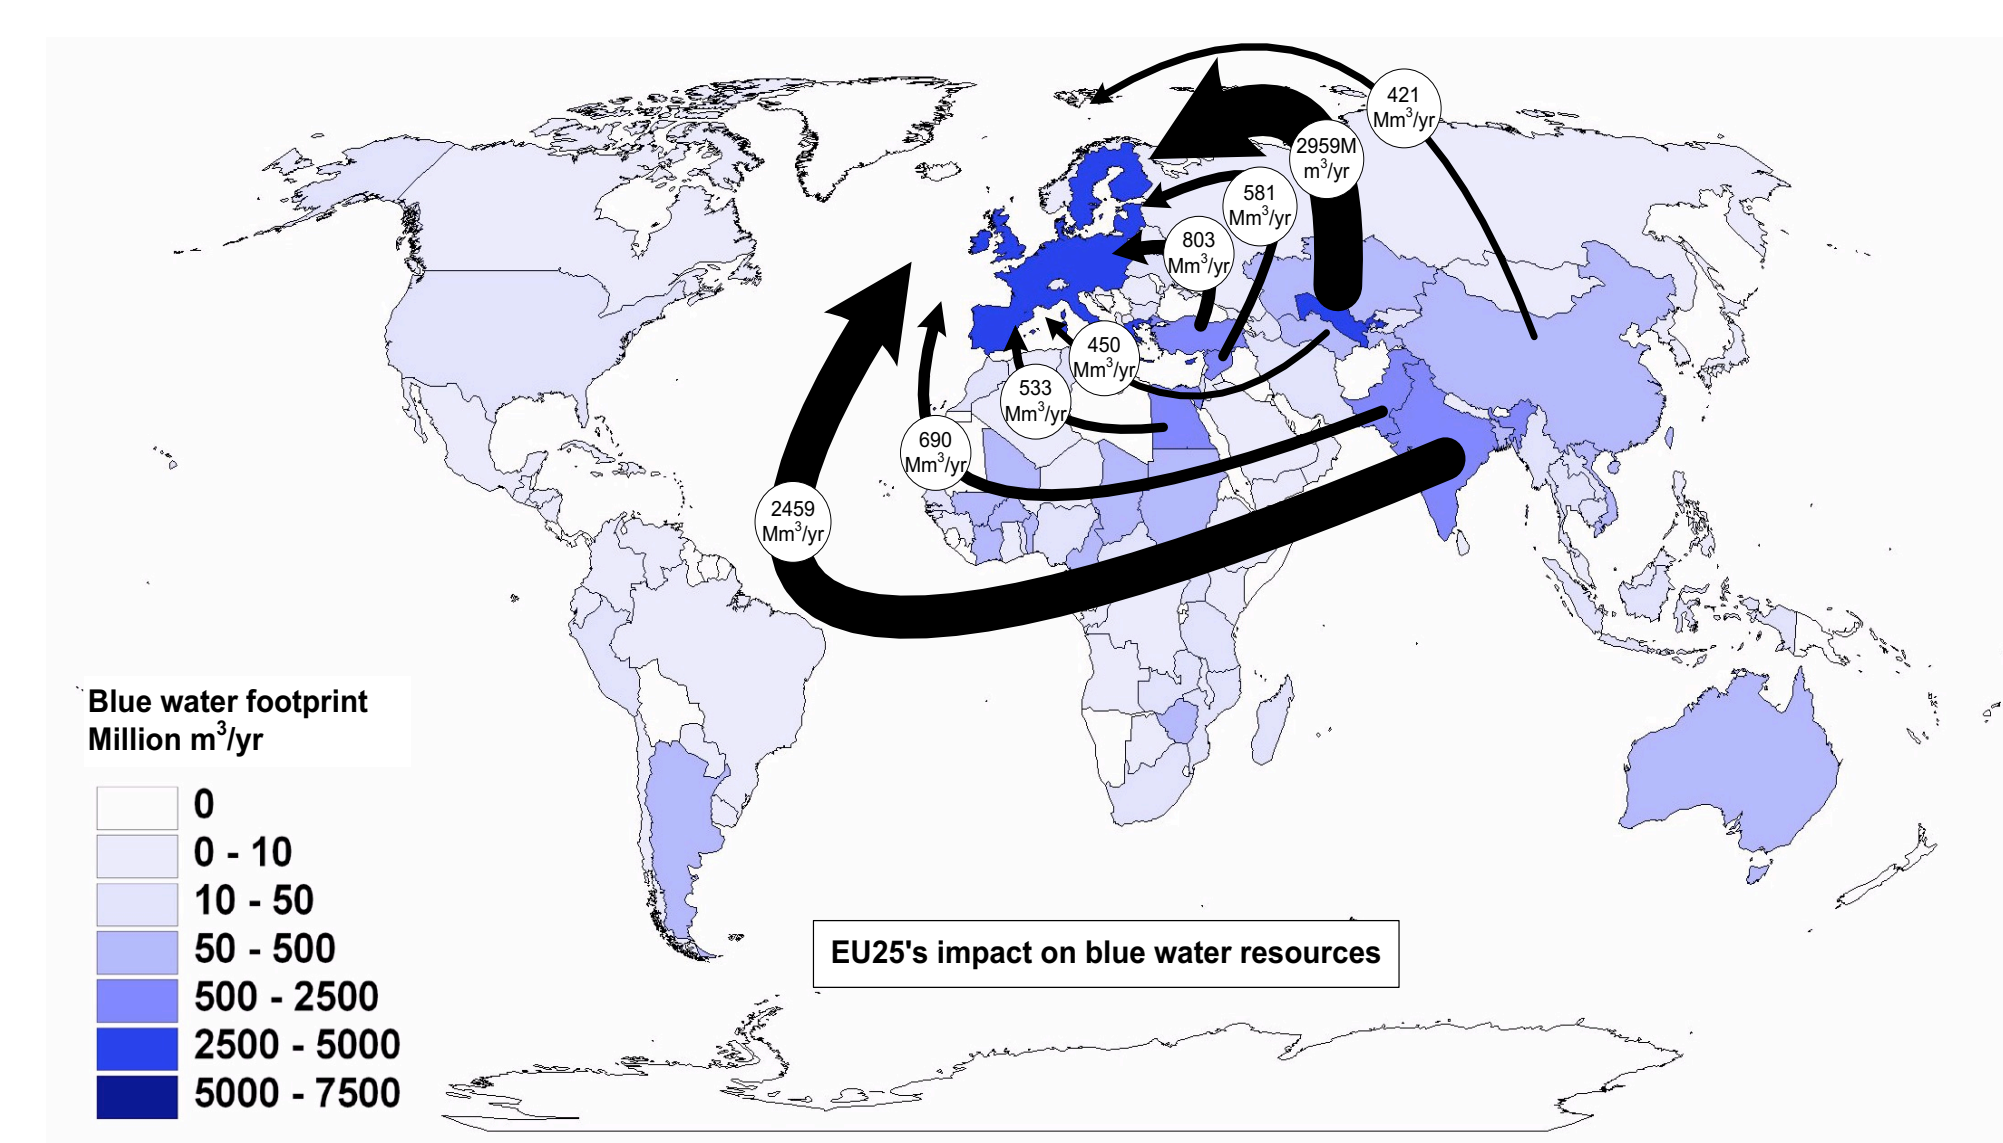 421
Mm³/yr
2959M
m³/yr
581
Mm³/yr
803
Mm³/yr
450
Mm³/yr
533
Mm³/yr
690
Mm³/yr
2459
Mm³/yr
Blue water footprint
Million m³/yr
0
0 - 10
10 - 50
50 - 500
500 - 2500
2500 - 5000
5000 - 7500
EU25's impact on blue water resources